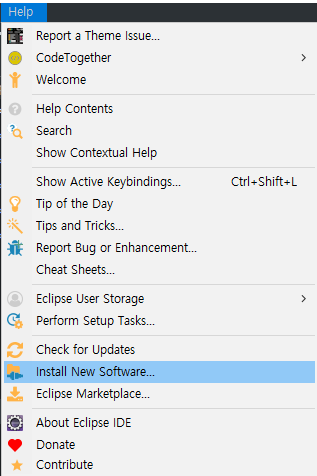 Help
Report a Theme Issue...
CodeTogether
Welcome
Help Contents
Search
Show Contextual Help
Show Active Keybindings... Ctrl+Shift+L
Tip of the Day
Tips and Tricks...
Report Bug or Enhancement...
Cheat Sheets...
Eclipse User Storage
Perform Setup Tasks...
Check for Updates
Install New Software...
Eclipse Marketplace...
About Eclipse IDE
Donate
Contribute